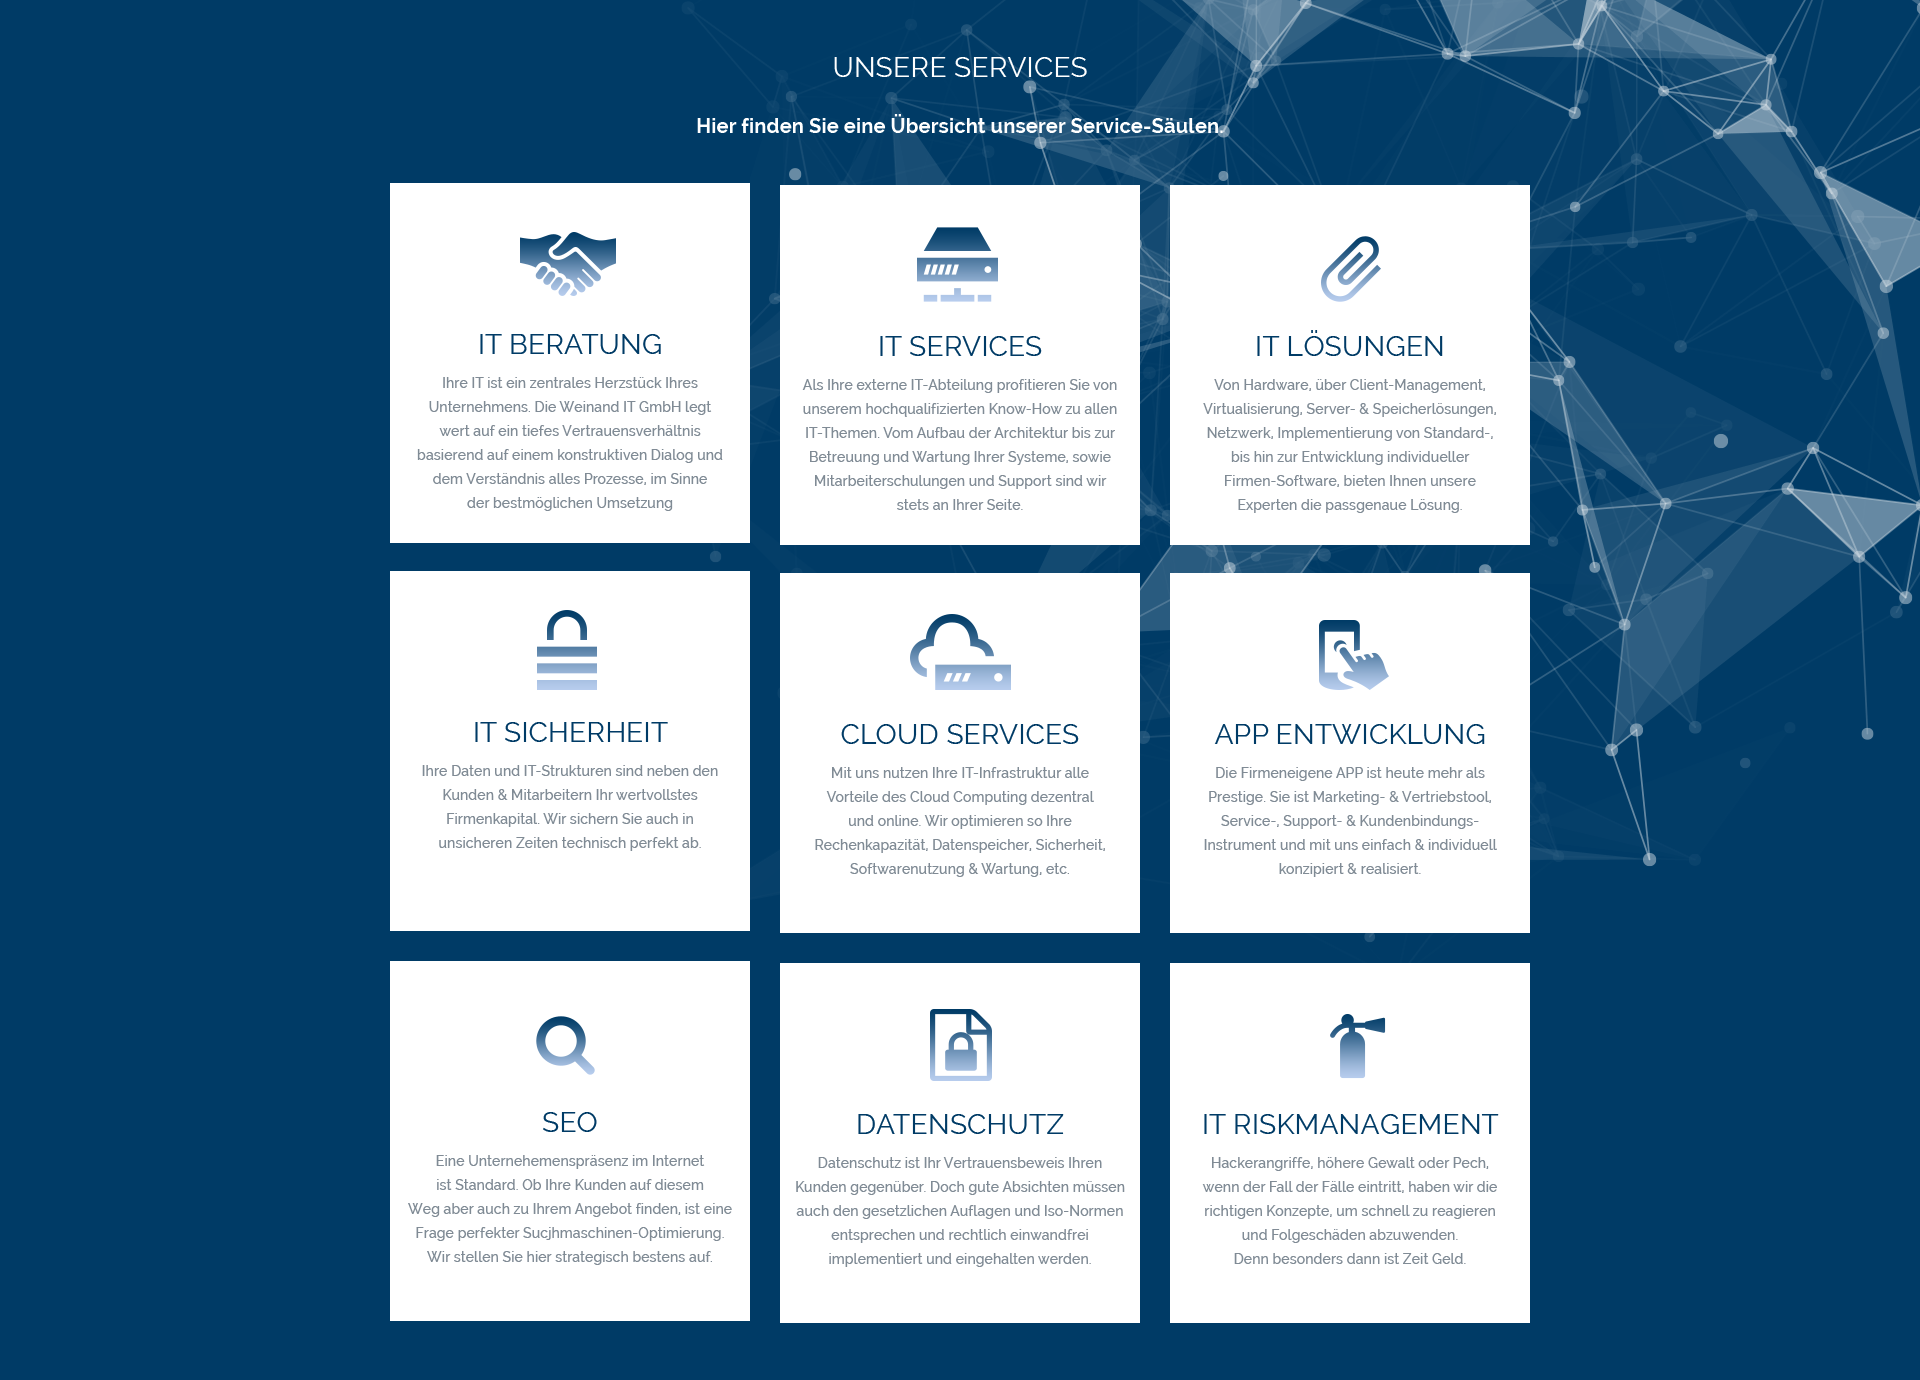 UNSERE SERVICES
Hier finden Sie eine Übersicht unserer Service-Säulen.
IT BERATUNG
Ihre IT ist ein zentrales Herzstück Ihres
Unternehmens. Die Weinand IT GmbH legt
wert auf ein tiefes Vertrauensverhältnis
basierend auf einem konstruktiven Dialog und
dem Verständnis alles Prozesse, im Sinne
der bestmöglichen Umsetzung
IT SERVICES
Als Ihre externe IT-Abteilung profitieren Sie von
unserem hochqualifizierten Know-How zu allen
IT-Themen. Vom Aufbau der Architektur bis zur
Betreuung und Wartung Ihrer Systeme, sowie
Mitarbeiterschulungen und Support sind wir
stets an Ihrer Seite.
IT LÖSUNGEN
Von Hardware, über Client-Management,
Virtualisierung, Server- & Speicherlösungen,
Netzwerk, Implementierung von Standard-,
bis hin zur Entwicklung individueller
Firmen-Software, bieten Ihnen unsere
Experten die passgenaue Lösung.
IT SICHERHEIT
Ihre Daten und IT-Strukturen sind neben den
Kunden & Mitarbeitern Ihr wertvollstes
Firmenkapital. Wir sichern Sie auch in
unsicheren Zeiten technisch perfekt ab.
CLOUD SERVICES
Mit uns nutzen Ihre IT-Infrastruktur alle
Vorteile des Cloud Computing dezentral
und online. Wir optimieren so Ihre
Rechenkapazität, Datenspeicher, Sicherheit,
Softwarenutzung & Wartung, etc.
APP ENTWICKLUNG
Die Firmeneigene APP ist heute mehr als
Prestige. Sie ist Marketing- & Vertriebstool,
Service-, Support- & Kundenbindungs-
Instrument und mit uns einfach & individuell
konzipiert & realisiert.
SEO
Eine Unternehemenspräsenz im Internet
ist Standard. Ob Ihre Kunden auf diesem
Weg aber auch zu Ihrem Angebot finden, ist eine
Frage perfekter Sucjhmaschinen-Optimierung.
Wir stellen Sie hier strategisch bestens auf.
DATENSCHUTZ
Datenschutz ist Ihr Vertrauensbeweis Ihren
Kunden gegenüber. Doch gute Absichten müssen
auch den gesetzlichen Auflagen und Iso-Normen
entsprechen und rechtlich einwandfrei
implementiert und eingehalten werden.
IT RISKMANAGEMENT
Hackerangriffe, höhere Gewalt oder Pech,
wenn der Fall der Fälle eintritt, haben wir die
richtigen Konzepte, um schnell zu reagieren
und Folgeschäden abzuwenden.
Denn besonders dann ist Zeit Geld.